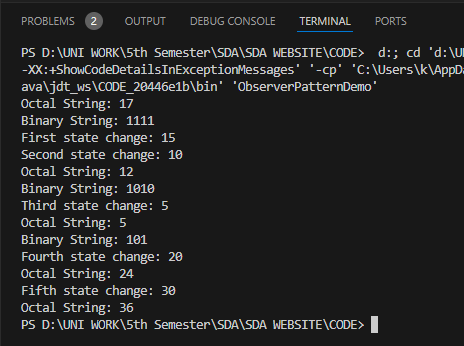 PROBLEMS 2 OUTPUT DEBUG CONSOLE TERMINAL PORTS
PS D:\UNI WORK\5th Semester\SDA\SDA WEBSITE\CODE>  d:; cd 'd:\U
-XX:+ShowCodeDetailsInExceptionMessages' '-cp' 'C:\Users\k\AppDa
ava\jdt_ws\CODE_20446e1b\bin' 'ObserverPatternDemo'
Octal String: 17
Binary String: 1111
First state change: 15
Second state change: 10
Octal String: 12
Binary String: 1010
Third state change: 5
Octal String: 5
Binary String: 101
Fourth state change: 20
Octal String: 24
Fifth state change: 30
Octal String: 36
PS D:\UNI WORK\5th Semester\SDA\SDA WEBSITE\CODE>